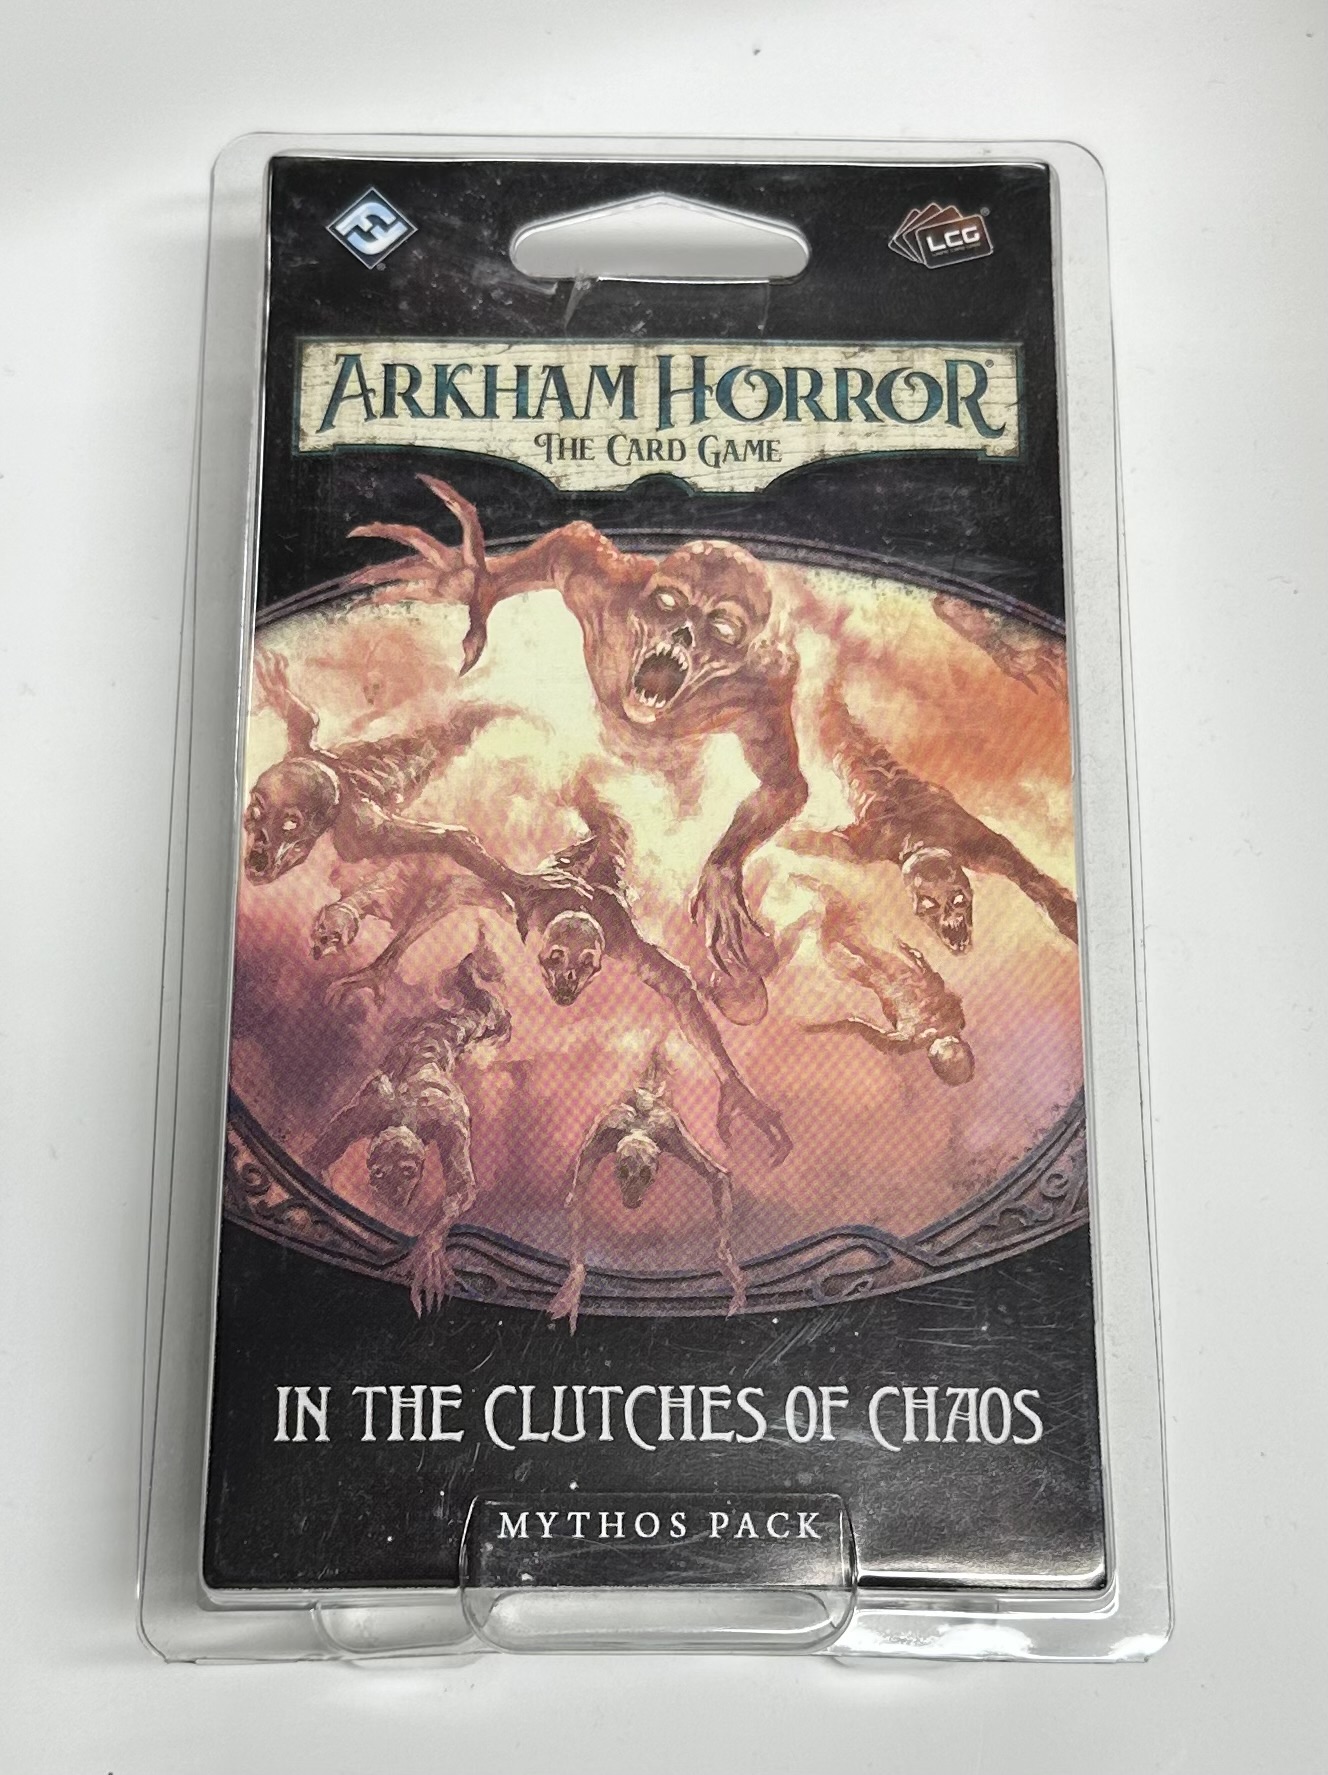 LCG
ARKHAM HORROR®
THE CARD GAME
IN THE CLUTCHES OF CHAOS
MYTHOS PACK